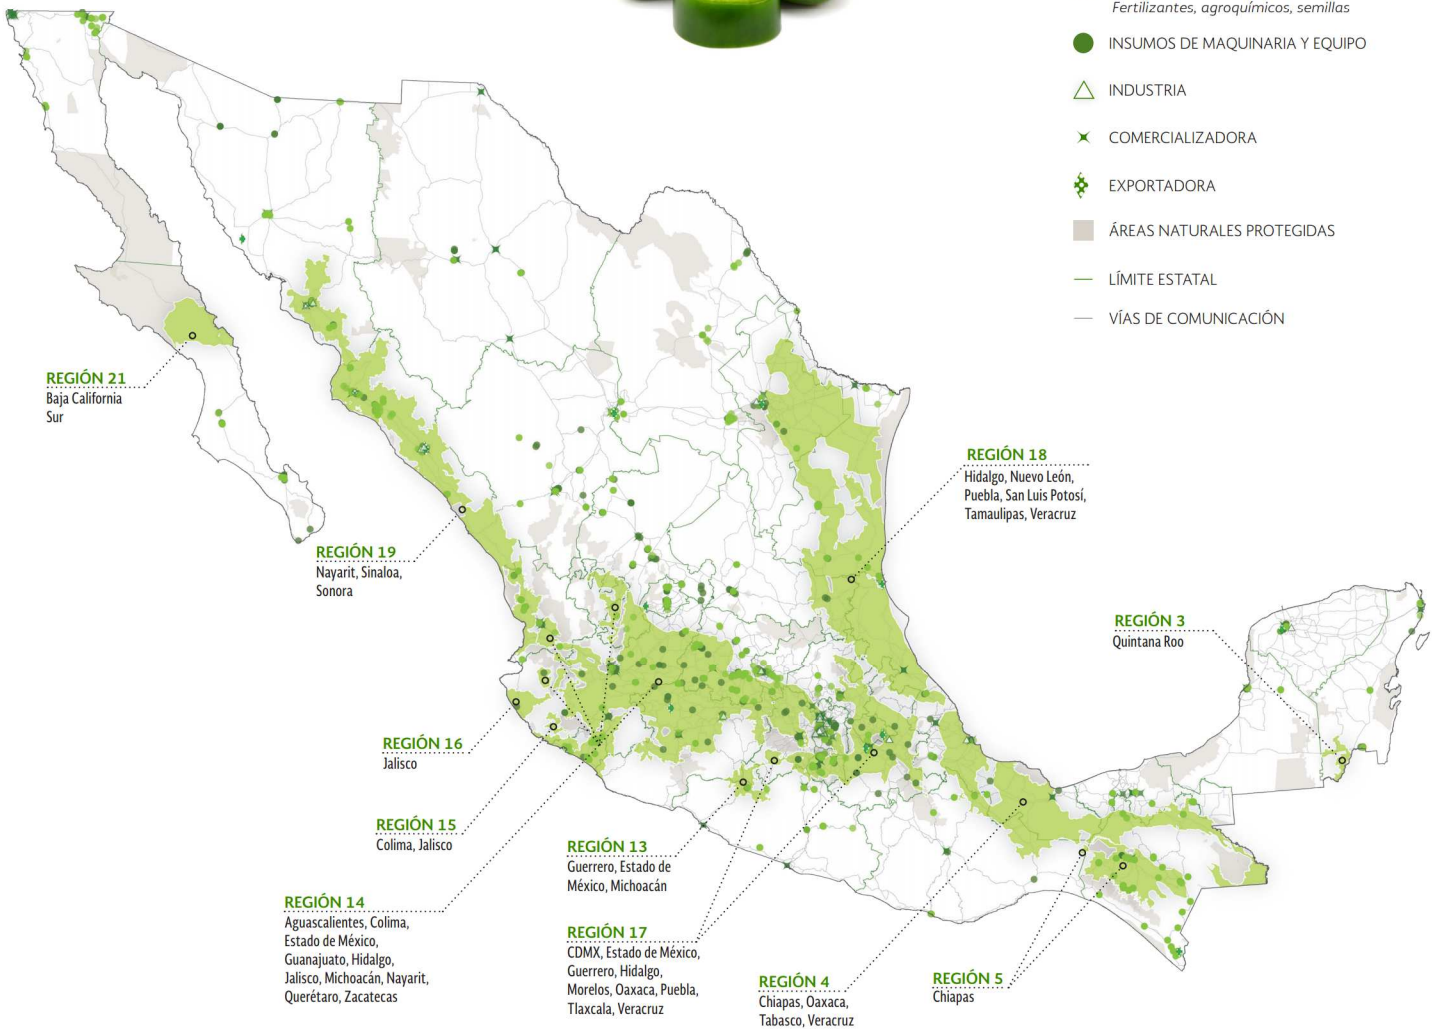 Fertilizantes, agroquímicos, semillas
INSUMOS DE MAQUINARIA Y EQUIPO
INDUSTRIA
COMERCIALIZADORA
EXPORTADORA
ÁREAS NATURALES PROTEGIDAS
LÍMITE ESTATAL
VÍAS DE COMUNICACIÓN
REGIÓN 21
Baja California
Sur
REGIÓN 18
Hidalgo, Nuevo León,
Puebla, San Luis Potosí,
Tamaulipas, Veracruz
REGIÓN 19
Nayarit, Sinaloa,
Sonora
REGIÓN 3
Quintana Roo
REGIÓN 16
Jalisco
REGIÓN 15
Colima, Jalisco
REGIÓN 13
Guerrero, Estado de
México, Michoacán
REGIÓN 14
Aguascalientes, Colima,
Estado de México,
Guanajuato, Hidalgo,
Jalisco, Michoacán, Nayarit,
Querétaro, Zacatecas
REGIÓN 17
CDMX, Estado de México,
Guerrero, Hidalgo,
Morelos, Oaxaca, Puebla,
Tlaxcala, Veracruz
REGIÓN 4
Chiapas, Oaxaca,
Tabasco, Veracruz
REGIÓN 5
Chiapas